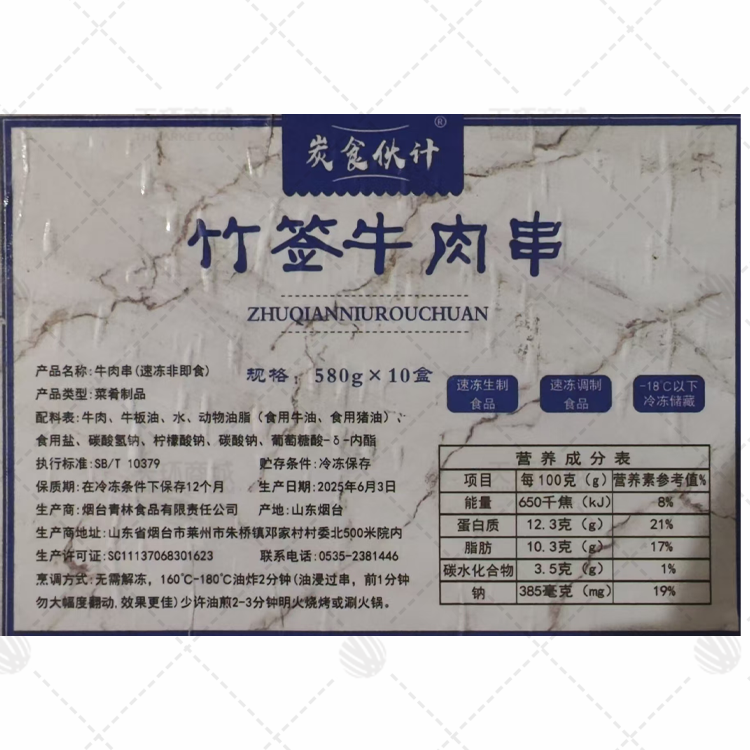 炭食伙计®
竹签牛肉串
ZHUQIANNIUROUCHUAN
产品名称:牛肉串(速冻非即食)
规格: 580g×10盒
产品类型:菜肴制品
速冻生制食品
速冻调制食品
-18℃以下冷冻储藏
配料表:牛肉、牛板油、水、动物油脂(食用牛油、食用猪油)、
食用盐、碳酸氢钠、柠檬酸钠、碳酸钠、葡萄糖酸-δ-内酯
执行标准:SB/T 10379 贮存条件:冷冻保存
保质期:在冷冻条件下保存12个月 生产日期:2025年6月3日
生产商:烟台青林食品有限责任公司 产地:山东烟台
生产商地址:山东省烟台市莱州市朱桥镇邓家村村委北500米院内
生产许可证:SC11137068301623 联系电话:0535-2381446
烹调方式:无需解冻,160℃-180℃油炸2分钟(油浸过串,前1分钟
勿大幅度翻动,效果更佳)少许油煎2-3分钟明火烧烤或涮火锅。
营养成分表
项目 每100克(g) 营养素参考值%
能量 650千焦(kJ) 8%
蛋白质 12.3克(g) 21%
脂肪 10.3克(g) 17%
碳水化合物 3.5克(g) 1%
钠 385毫克(mg) 19%